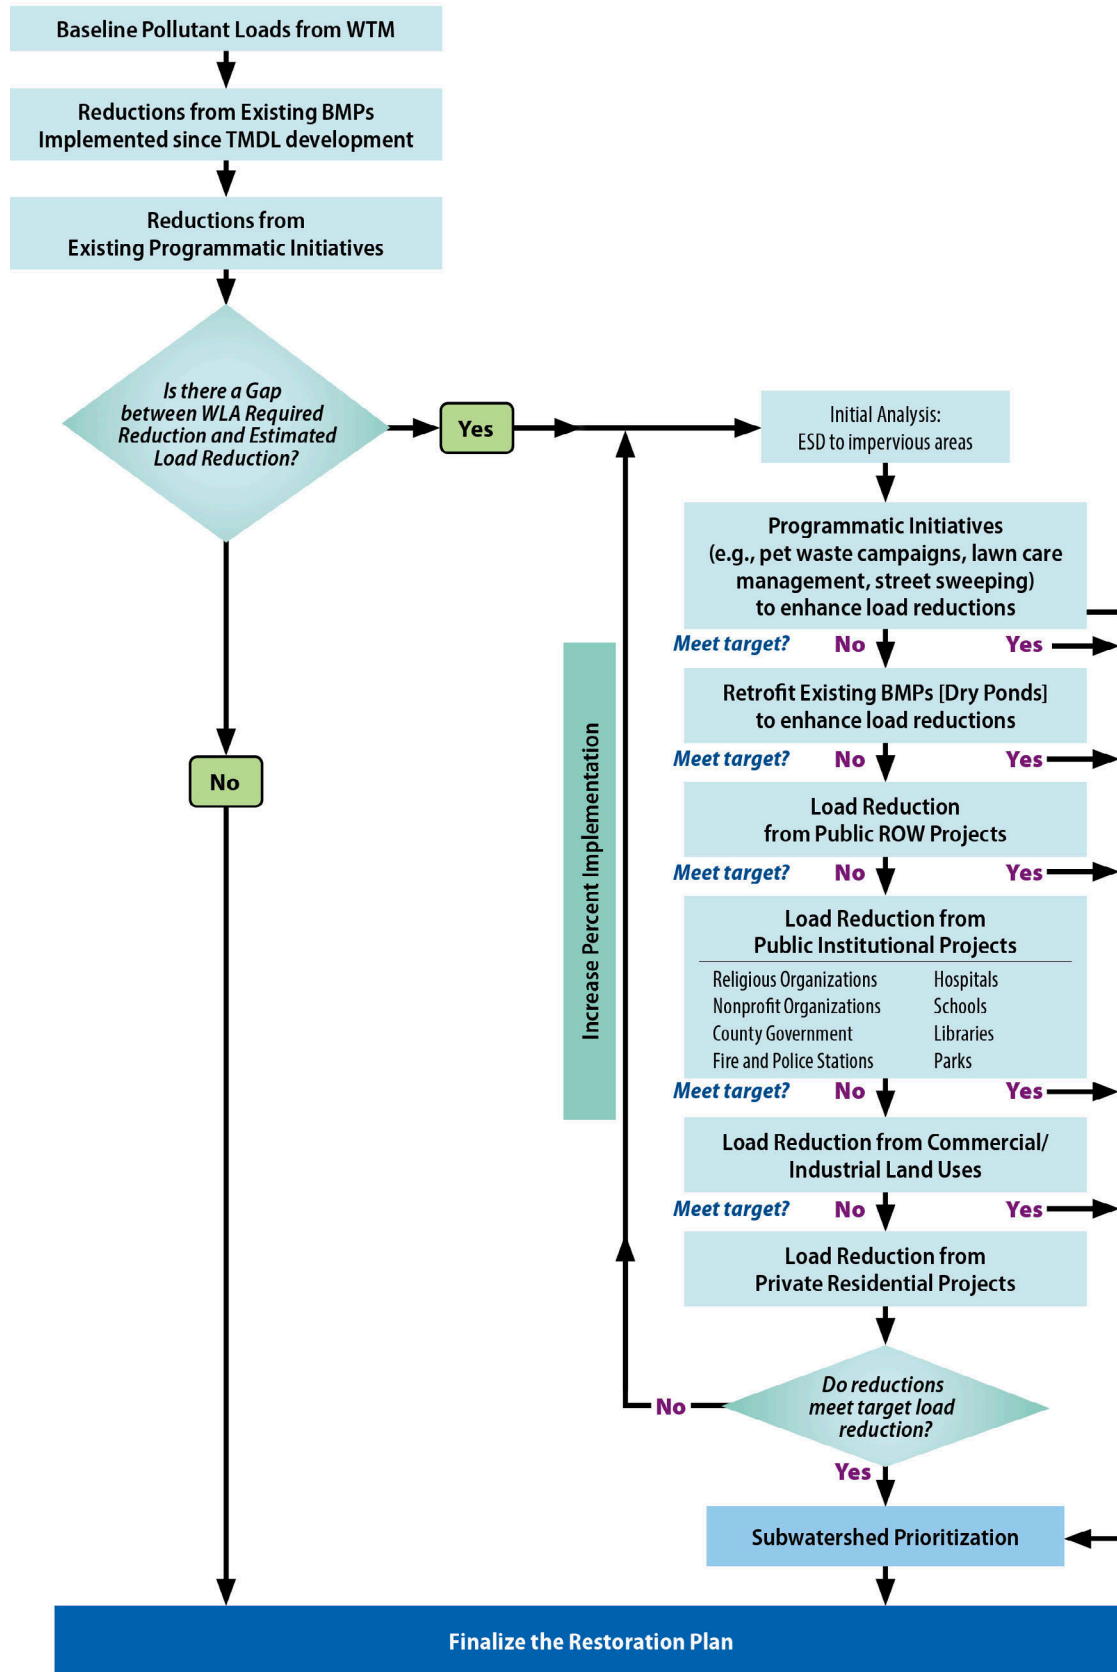 Baseline Pollutant Loads from WTM
Reductions from Existing BMPs
Implemented since TMDL development
Reductions from
Existing Programmatic Initiatives
Is there a Gap
between WLA Required
Reduction and Estimated
Load Reduction?
Yes
No
Initial Analysis:
ESD to impervious areas
Programmatic Initiatives
(e.g., pet waste campaigns, lawn care
management, street sweeping)
to enhance load reductions
Meet target? No Yes
Retrofit Existing BMPs [Dry Ponds]
to enhance load reductions
Meet target? No Yes
Load Reduction
from Public ROW Projects
Meet target? No Yes
Load Reduction from
Public Institutional Projects
Religious Organizations Hospitals
Nonprofit Organizations Schools
County Government Libraries
Fire and Police Stations Parks
Meet target? No Yes
Load Reduction from Commercial/
Industrial Land Uses
Meet target? No Yes
Load Reduction from
Private Residential Projects
Do reductions
meet target load
reduction?
No
Yes
Increase Percent Implementation
Subwatershed Prioritization
Finalize the Restoration Plan